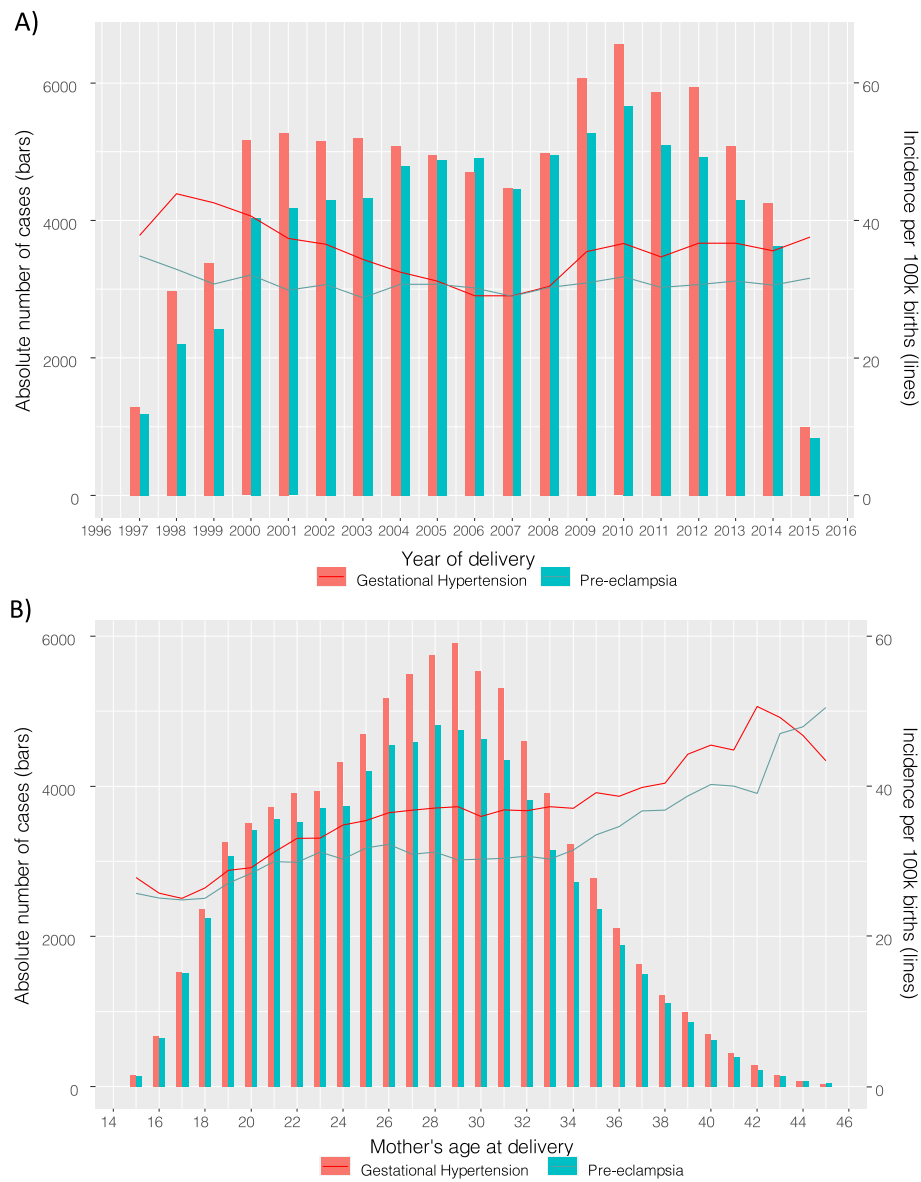 A)
Absolute number of cases (bars)
6000
4000
2000
0
60
40
20
0
Incidence per 100k births (lines)
1996 1997 1998 1999 2000 2001 2002 2003 2004 2005 2006 2007 2008 2009 2010 2011 2012 2013 2014 2015 2016
Year of delivery
Gestational Hypertension Pre-eclampsia
B)
Absolute number of cases (bars)
6000
4000
2000
0
60
40
20
0
Incidence per 100k births (lines)
14 16 18 20 22 24 26 28 30 32 34 36 38 40 42 44 46
Mother's age at delivery
Gestational Hypertension Pre-eclampsia